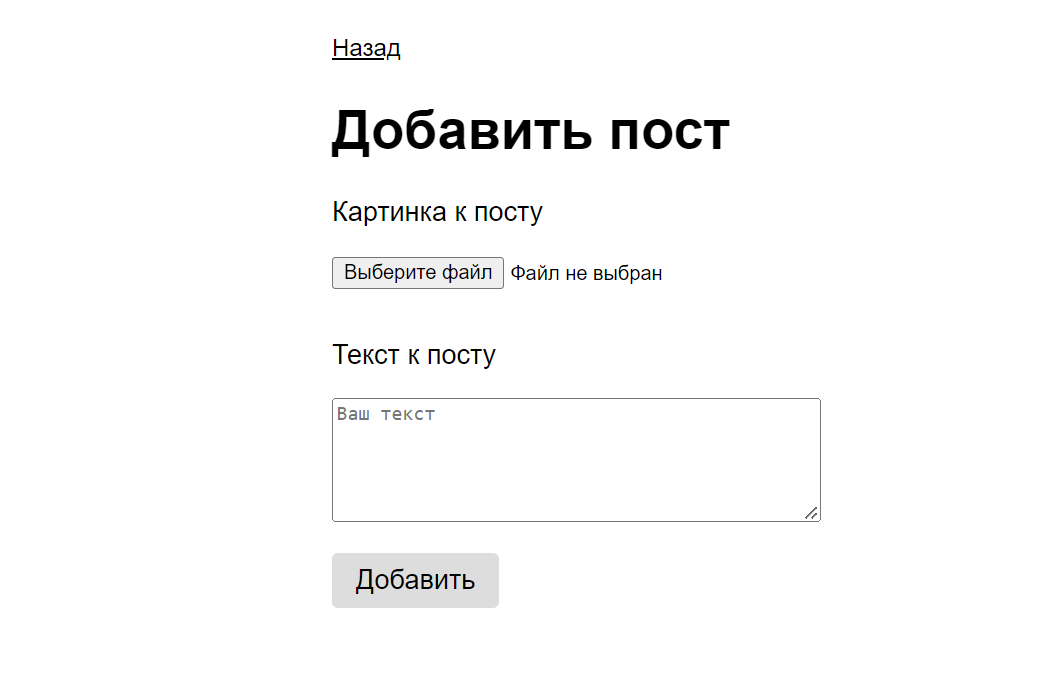 Назад
Добавить пост
Картинка к посту
Выберите файл Файл не выбран
Текст к посту
Ваш текст
Добавить